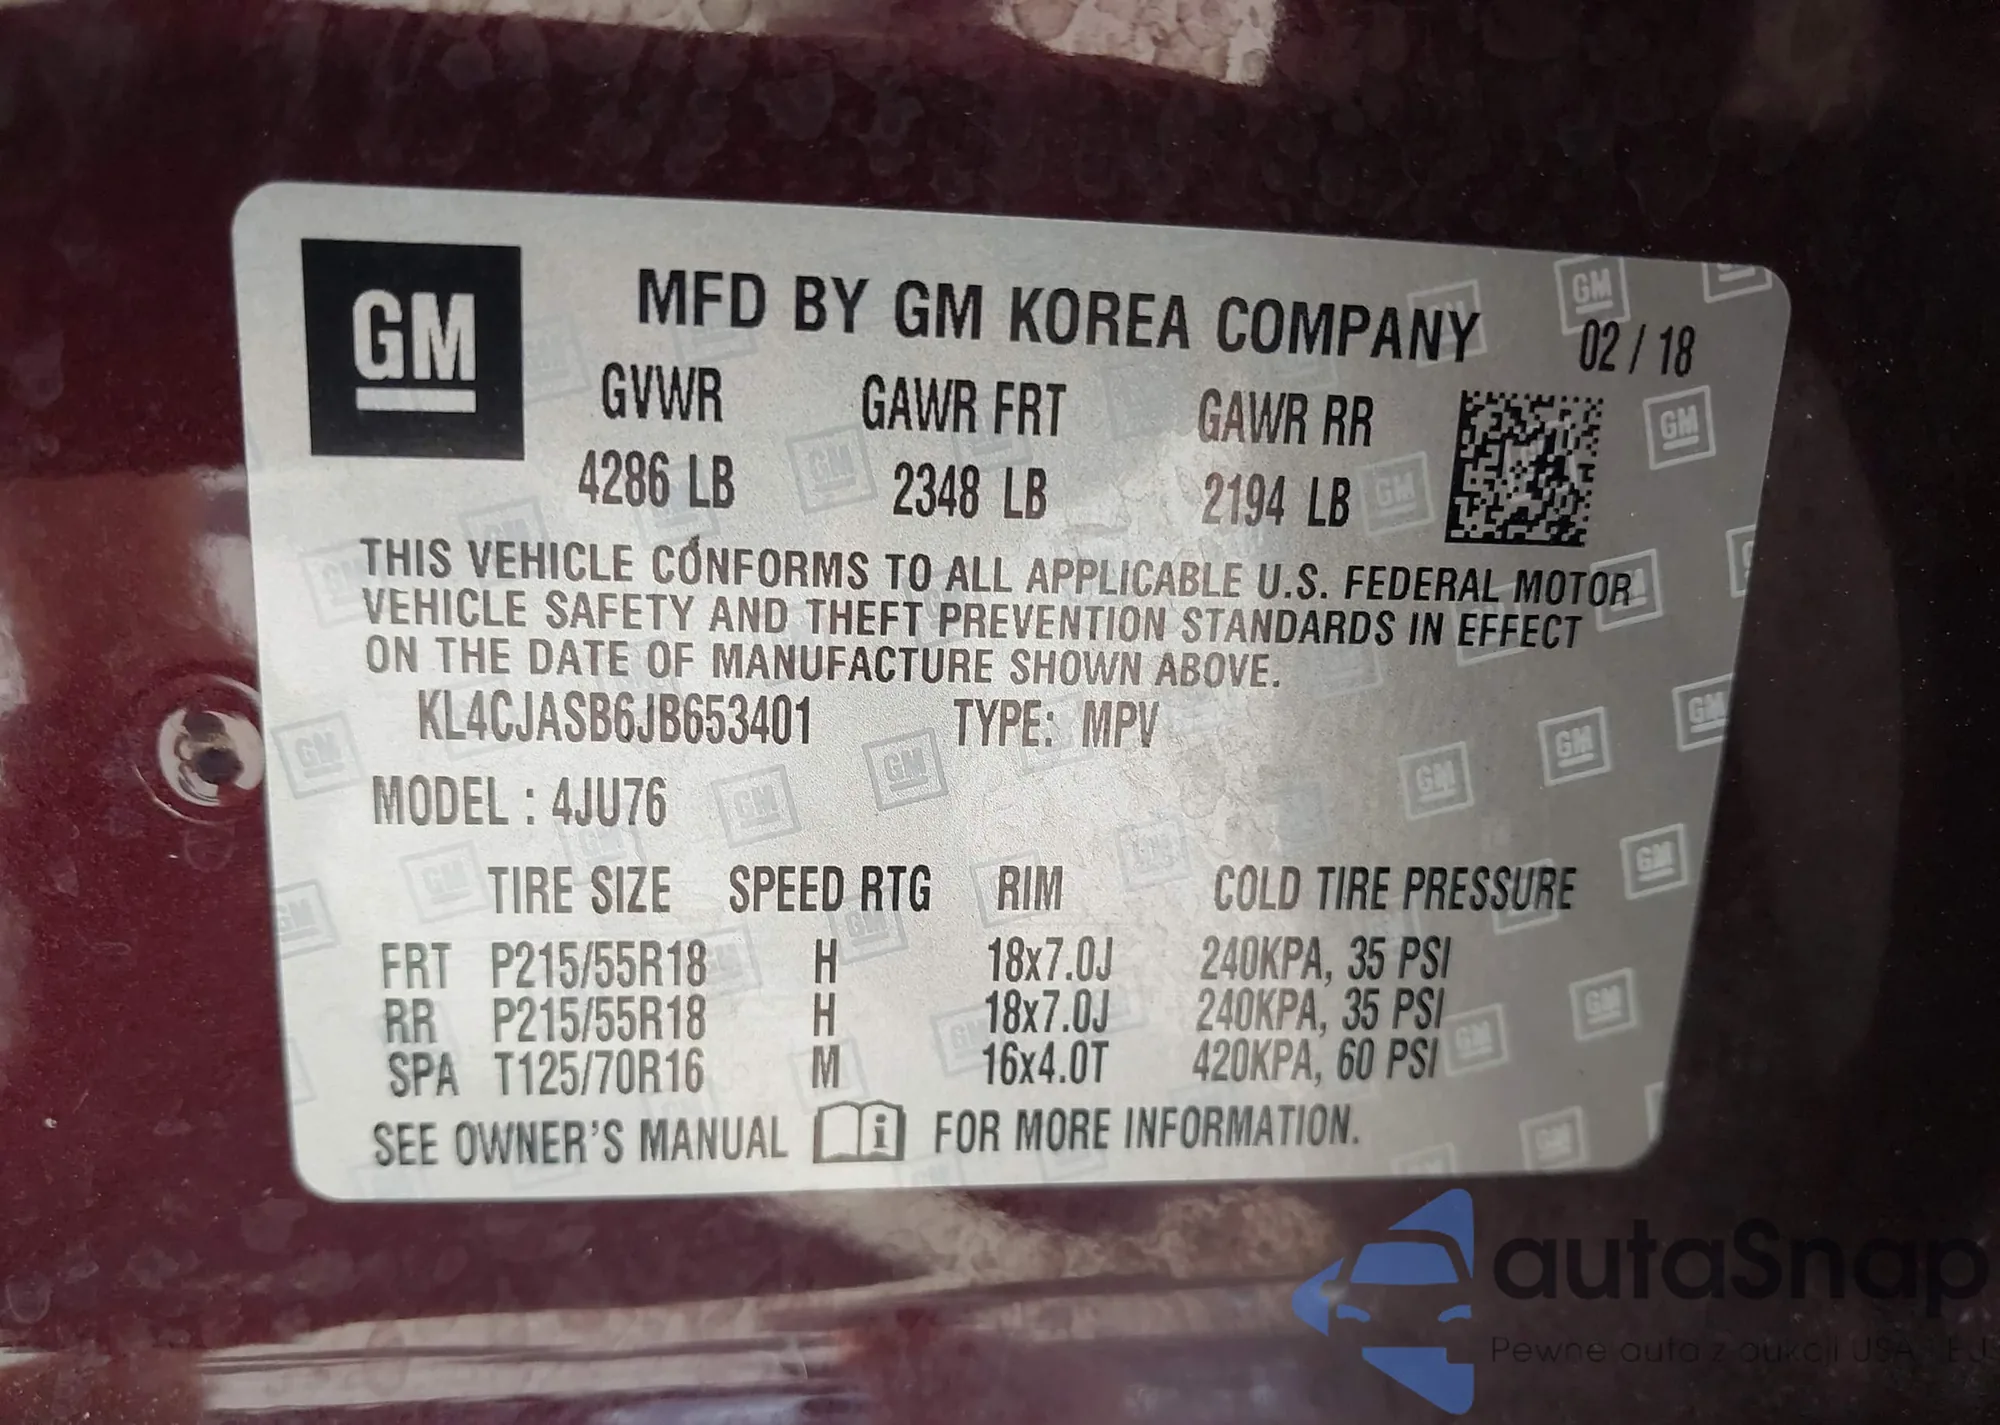 GM
MFD BY GM KOREA COMPANY 02 / 18
GVWR GAWR FRT GAWR RR
4286 LB 2348 LB 2194 LB
THIS VEHICLE CONFORMS TO ALL APPLICABLE U.S. FEDERAL MOTOR
VEHICLE SAFETY AND THEFT PREVENTION STANDARDS IN EFFECT
ON THE DATE OF MANUFACTURE SHOWN ABOVE.
KL4CJASB6JB653401 TYPE: MPV
MODEL : 4JU76
TIRE SIZE SPEED RTG RIM COLD TIRE PRESSURE
FRT P215/55R18 H 18x7.0J 240KPA, 35 PSI
RR P215/55R18 H 18x7.0J 240KPA, 35 PSI
SPA T125/70R16 M 16x4.0T 420KPA, 60 PSI
SEE OWNER'S MANUAL i FOR MORE INFORMATION.
autaSnap
Pewne auta z aukcji USA